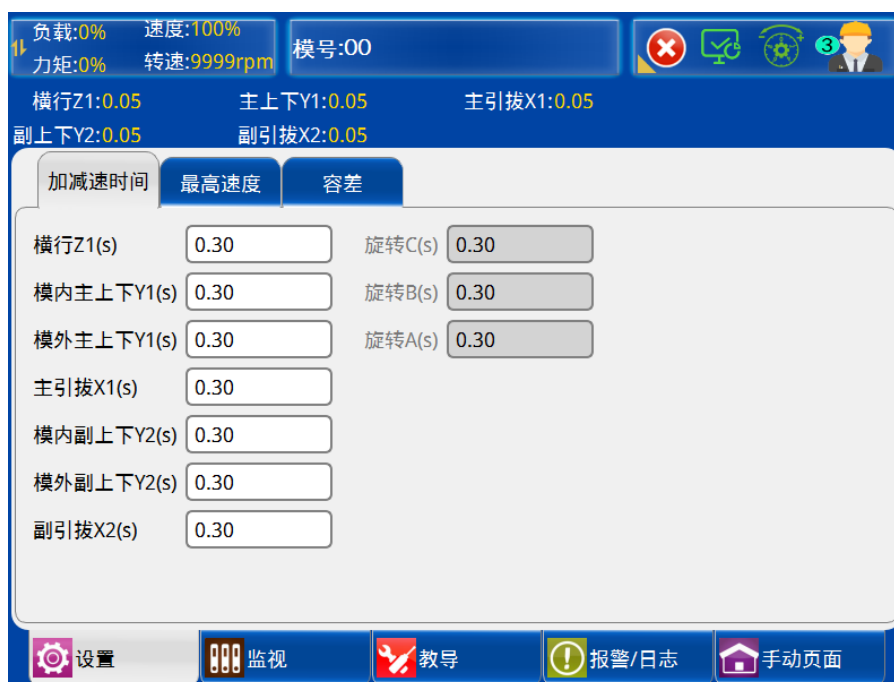 负载:0% 速度:100%
力矩:0% 转速:9999rpm
模号:00
3
横行Z1:0.05 主上下Y1:0.05 主引拔X1:0.05
副上下Y2:0.05 副引拔X2:0.05
加减速时间 最高速度 容差
横行Z1(s) 0.30 旋转C(s) 0.30
模内主上下Y1(s) 0.30 旋转B(s) 0.30
模外主上下Y1(s) 0.30 旋转A(s) 0.30
主引拔X1(s) 0.30
模内副上下Y2(s) 0.30
模外副上下Y2(s) 0.30
副引拔X2(s) 0.30
设置 监视 教导 报警/日志 手动页面